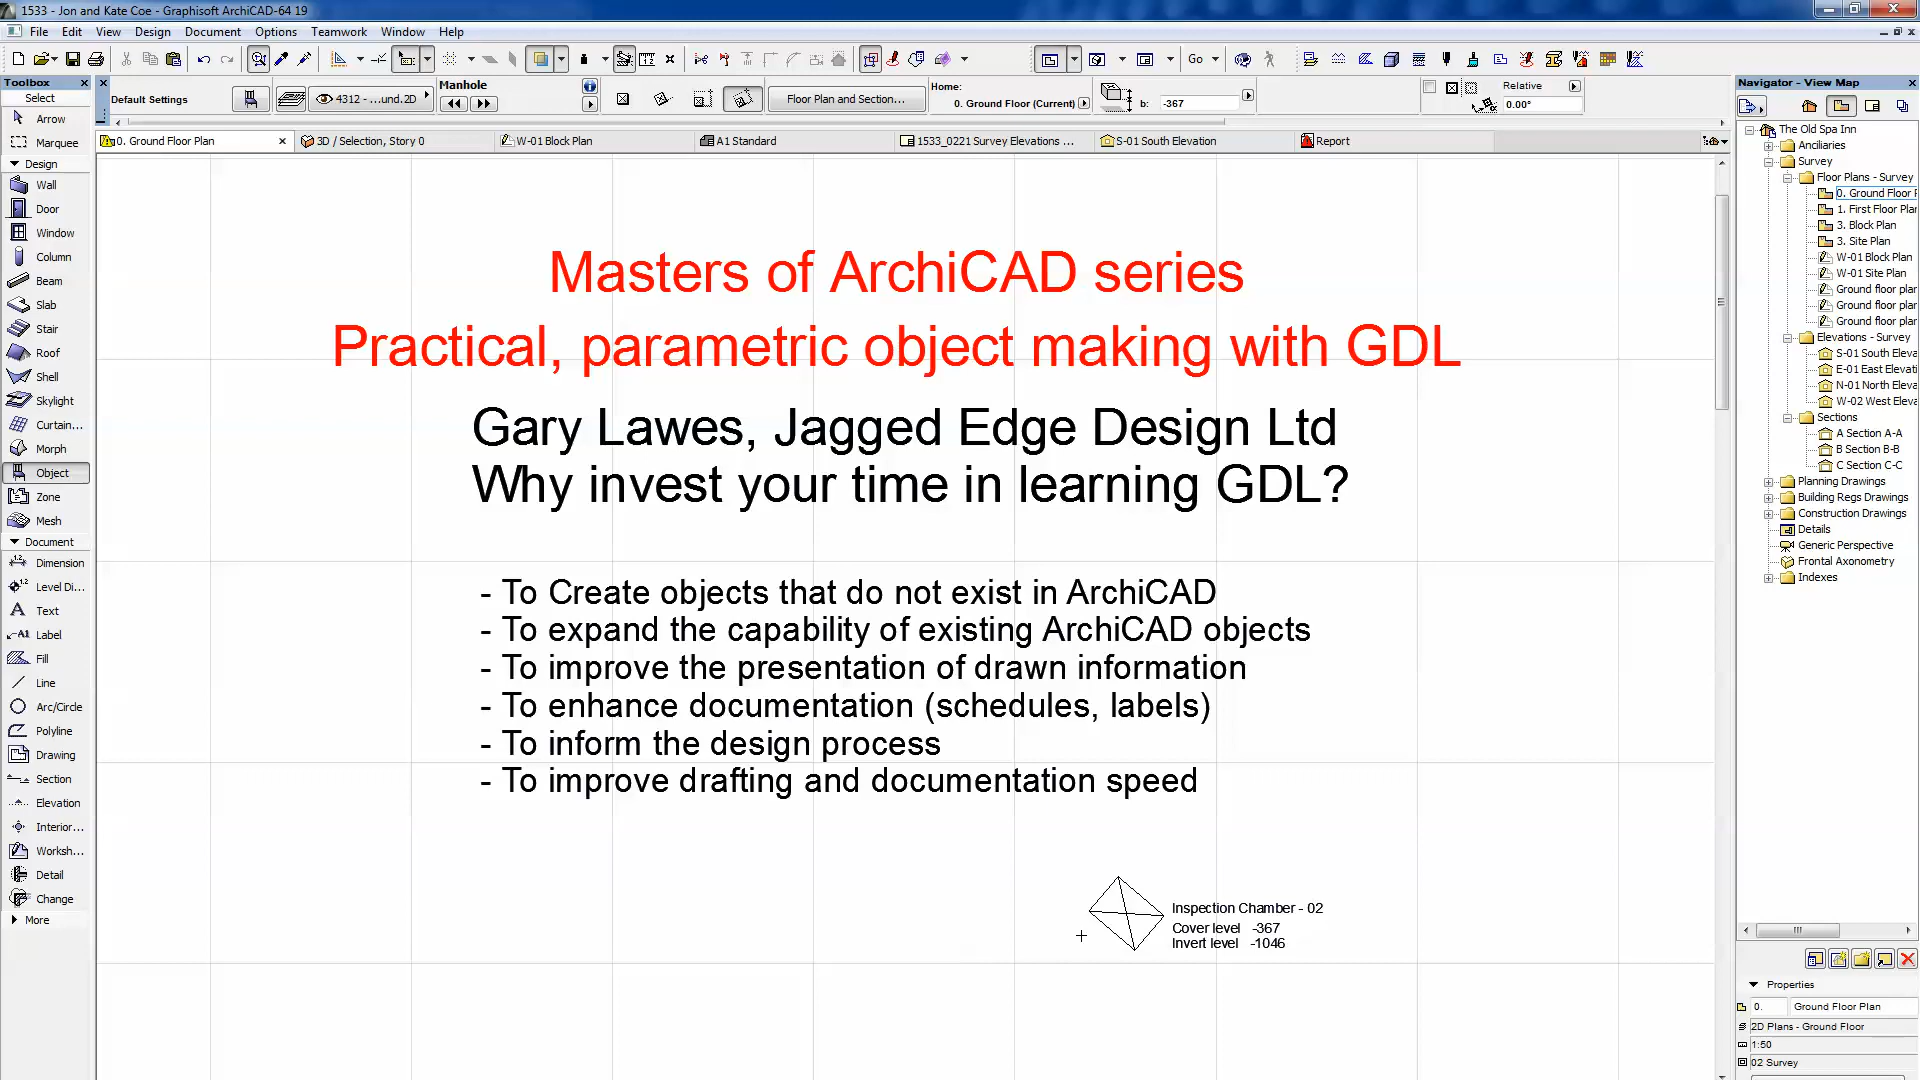 1533 - Jon and Kate Coe - Graphisoft ArchiCAD-64 19
File Edit View Design Document Options Teamwork Window Help
Go
Toolbox
Select
Default Settings
4312 - ...und.2D
Manhole
Floor Plan and Section...
Home:
0. Ground Floor (Current)
b: -367
Relative
0.00°
0. Ground Floor Plan
3D / Selection, Story 0
W-01 Block Plan
A1 Standard
1533_0221 Survey Elevations ...
S-01 South Elevation
Report
Arrow
Marquee
Design
Wall
Door
Window
Column
Beam
Slab
Stair
Roof
Shell
Skylight
Curtain...
Morph
Object
Zone
Mesh
Document
Dimension
Level Di...
Text
Label
Fill
Line
Arc/Circle
Polyline
Drawing
Section
Elevation
Interior...
Worksh...
Detail
Change
More
Masters of ArchiCAD series
Practical, parametric object making with GDL
Gary Lawes, Jagged Edge Design Ltd
Why invest your time in learning GDL?
- To Create objects that do not exist in ArchiCAD
- To expand the capability of existing ArchiCAD objects
- To improve the presentation of drawn information
- To enhance documentation (schedules, labels)
- To inform the design process
- To improve drafting and documentation speed
Inspection Chamber - 02
Cover level -367
Invert level -1046
Navigator - View Map
The Old Spa Inn
Anciliaries
Survey
Floor Plans - Survey
0. Ground Floor P
1. First Floor Plan
3. Block Plan
3. Site Plan
W-01 Block Plan
W-01 Site Plan
Ground floor plan
Ground floor plan
Ground floor plan
Elevations - Survey
S-01 South Eleva
E-01 East Elevati
N-01 North Eleva
W-02 West Eleva
Sections
A Section A-A
B Section B-B
C Section C-C
Planning Drawings
Building Regs Drawings
Construction Drawings
Details
Generic Perspective
Frontal Axonometry
Indexes
Properties
0. Ground Floor Plan
2D Plans - Ground Floor
1:50
02 Survey